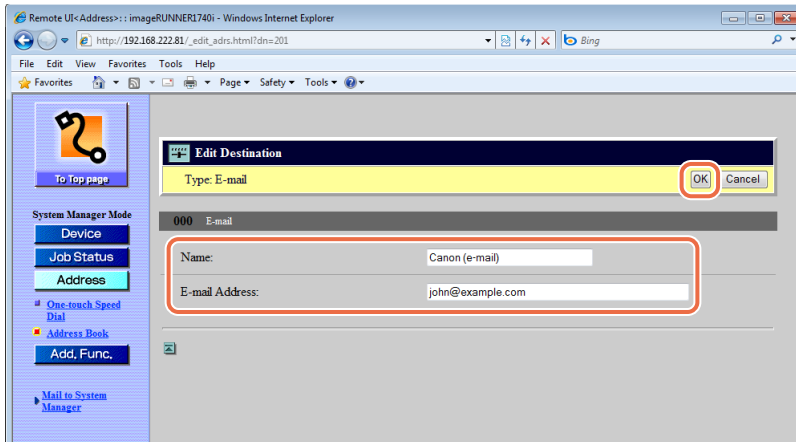 Remote UI<Address>: : imageRUNNER1740i - Windows Internet Explorer
http://192.168.222.81/_edit_adrs.html?dn=201
Bing
File Edit View Favorites Tools Help
Favorites Page Safety Tools
To Top page
Edit Destination
Type: E-mail OK Cancel
System Manager Mode
Device
Job Status
Address
One-touch Speed
Dial
Address Book
Add. Func.
Mail to System
Manager
000 E-mail
Name: Canon (e-mail)
E-mail Address: john@example.com